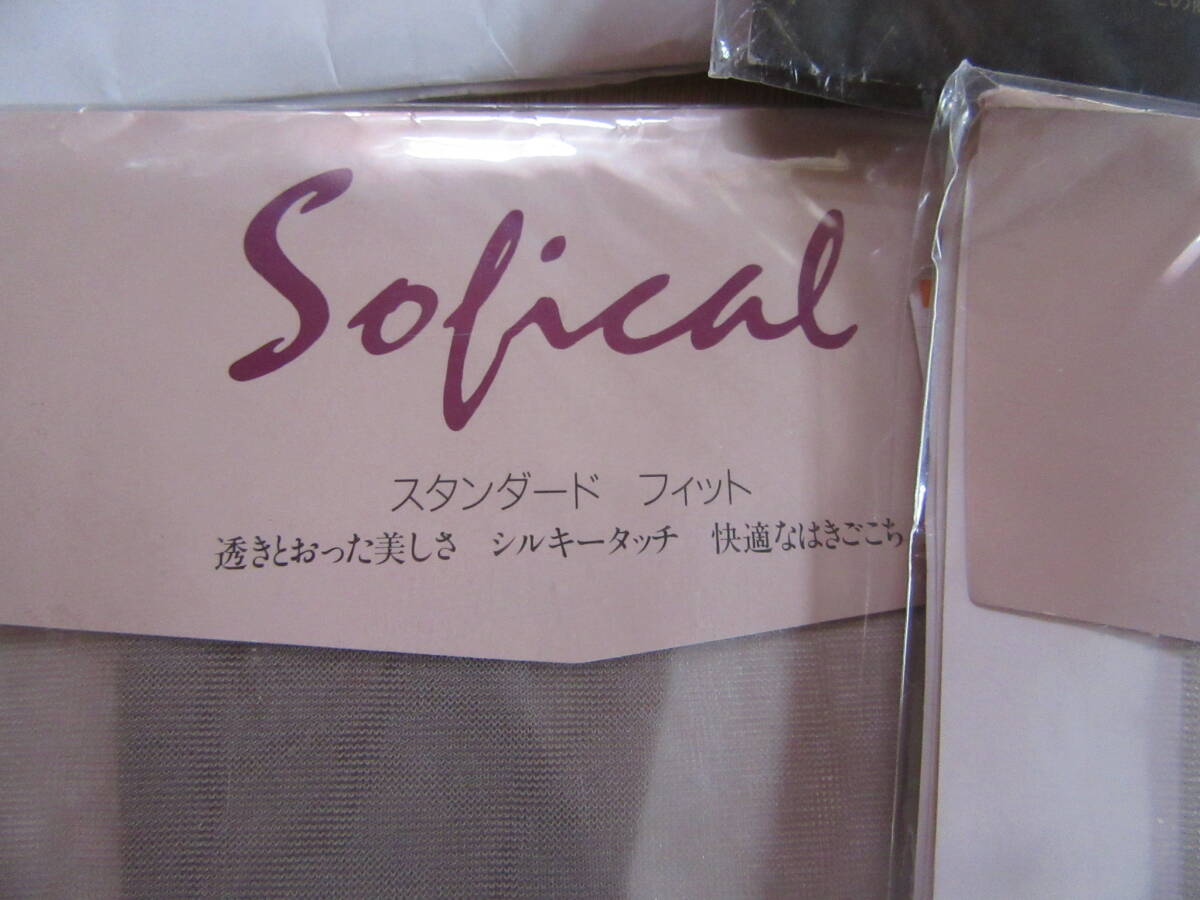 Sofical
スタンダード フィット
透きとおった美しさ シルキータッチ 快適なはきごこち